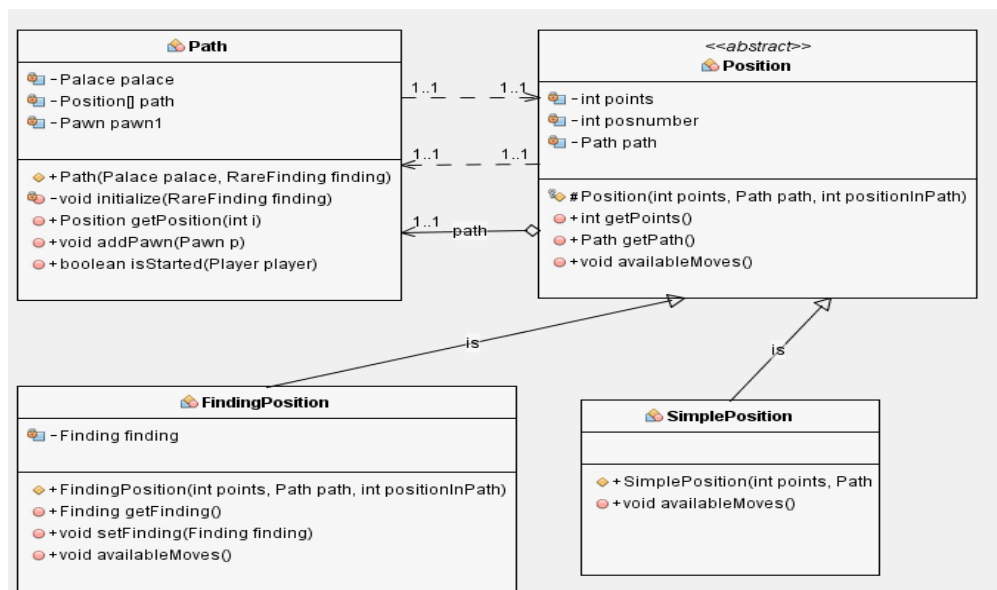 Path
- Palace palace
- Position[] path
- Pawn pawn1
+ Path(Palace palace, RareFinding finding)
- void initialize(RareFinding finding)
+ Position getPosition(int i)
+ void addPawn(Pawn p)
+ boolean isStarted(Player player)
1..1 1..1
1..1 1..1
1..1 path
<<abstract>>
Position
- int points
- int posnumber
- Path path
# Position(int points, Path path, int positionInPath)
+ int getPoints()
+ Path getPath()
+ void availableMoves()
is
is
FindingPosition
- Finding finding
+ FindingPosition(int points, Path path, int positionInPath)
+ Finding getFinding()
+ void setFinding(Finding finding)
+ void availableMoves()
SimplePosition
+ SimplePosition(int points, Path
+ void availableMoves()